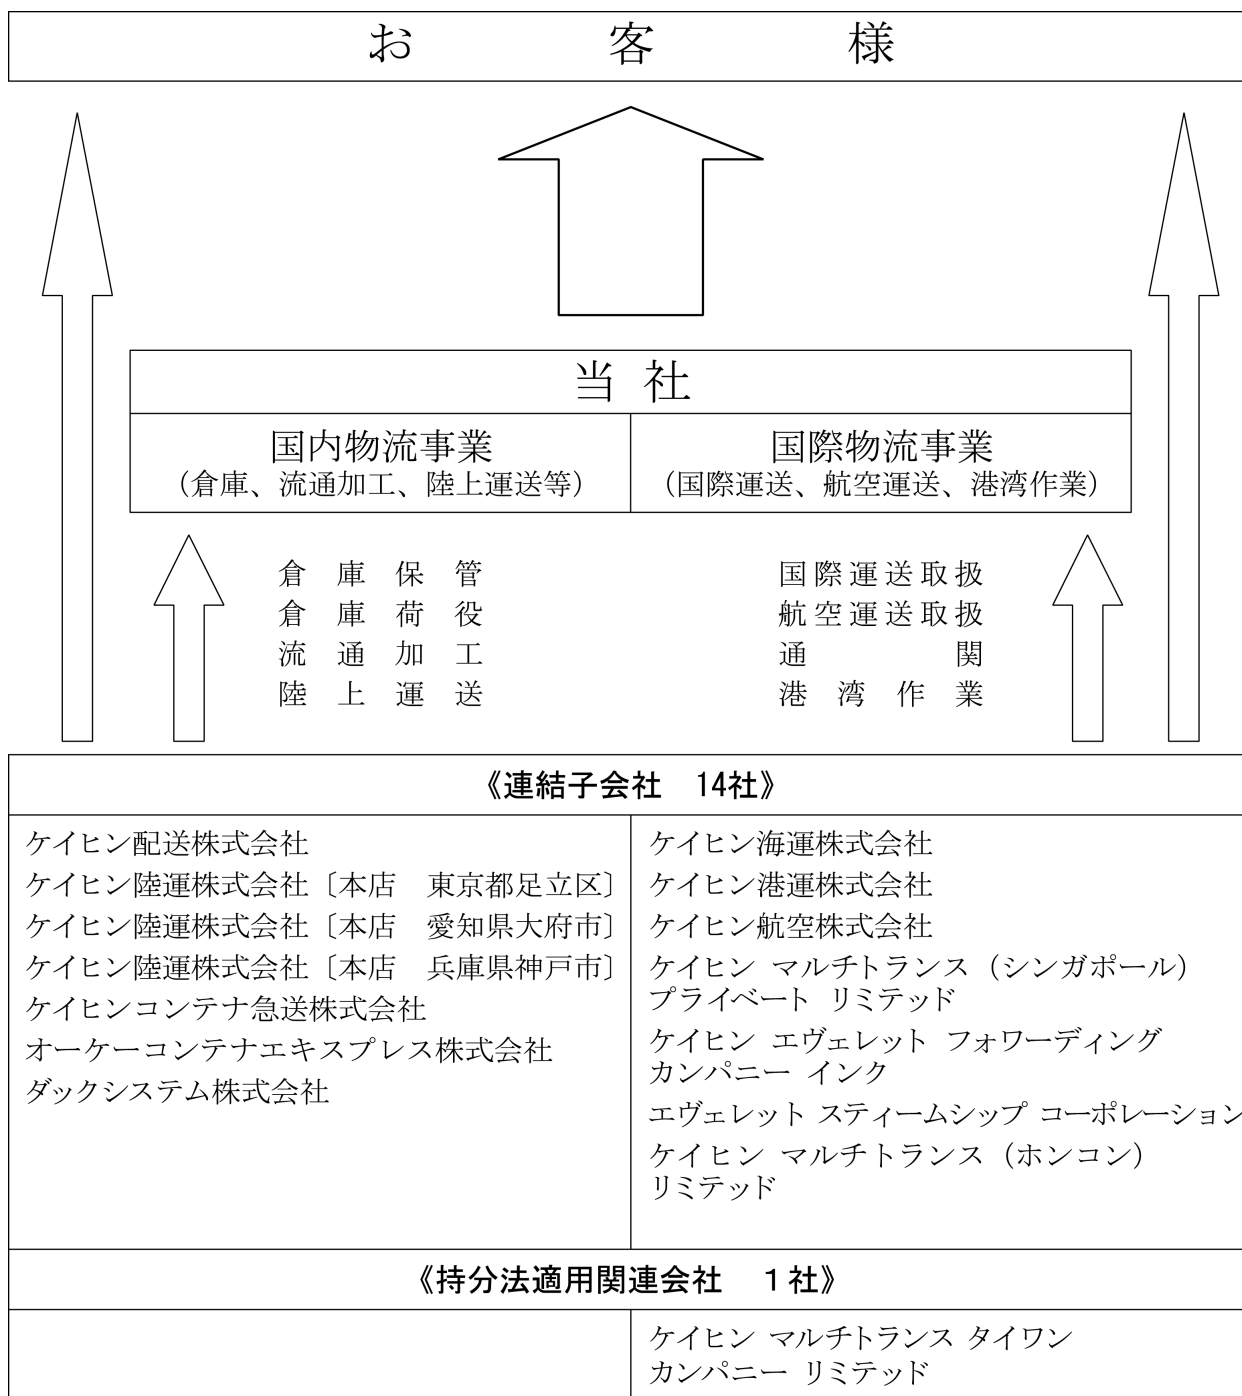 お客様
当社
国内物流事業
（倉庫、流通加工、陸上運送等）
国際物流事業
（国際運送、航空運送、港湾作業）
倉庫保管
倉庫荷役
流通加工
陸上運送
国際運送取扱
航空運送取扱
通関
港湾作業
《連結子会社　14社》
ケイヒン配送株式会社
ケイヒン陸運株式会社〔本店　東京都足立区〕
ケイヒン陸運株式会社〔本店　愛知県大府市〕
ケイヒン陸運株式会社〔本店　兵庫県神戸市〕
ケイヒンコンテナ急送株式会社
オーケーコンテナエキスプレス株式会社
ダックシステム株式会社
ケイヒン海運株式会社
ケイヒン港運株式会社
ケイヒン航空株式会社
ケイヒン マルチトランス（シンガポール）
プライベート リミテッド
ケイヒン エヴェレット フォワーディング
カンパニー インク
エヴェレット スティームシップ コーポレーション
ケイヒン マルチトランス（ホンコン）
リミテッド
《持分法適用関連会社　１社》
ケイヒン マルチトランス タイワン
カンパニー リミテッド